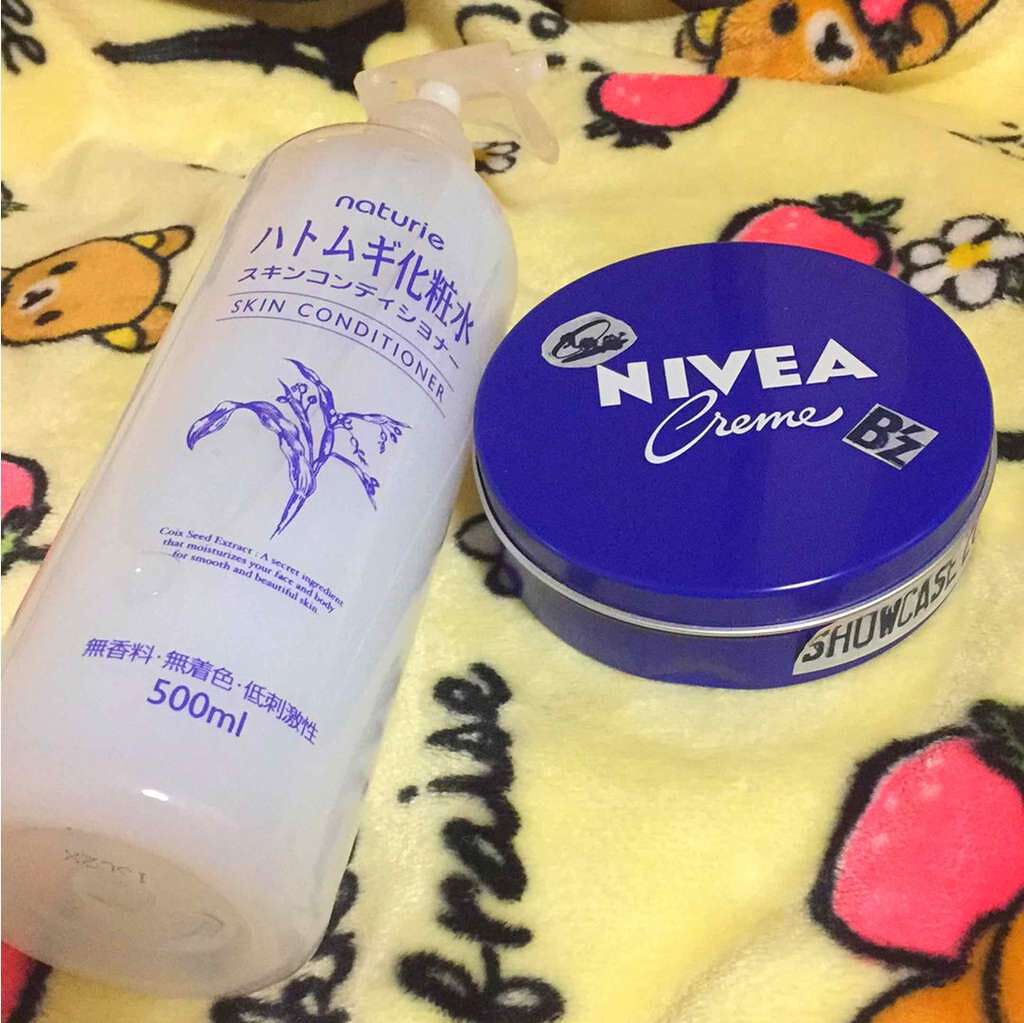 naturie
ハトムギ化粧水
スキンコンディショナー
SKIN CONDITIONER
Coix Seed Extract : A secret ingredient
that moisturizes your face and body
for smooth and beautiful skin.
無香料・無着色・低刺激性
500ml
NIVEA
Creme
B'z
SHOWCASE
fraise